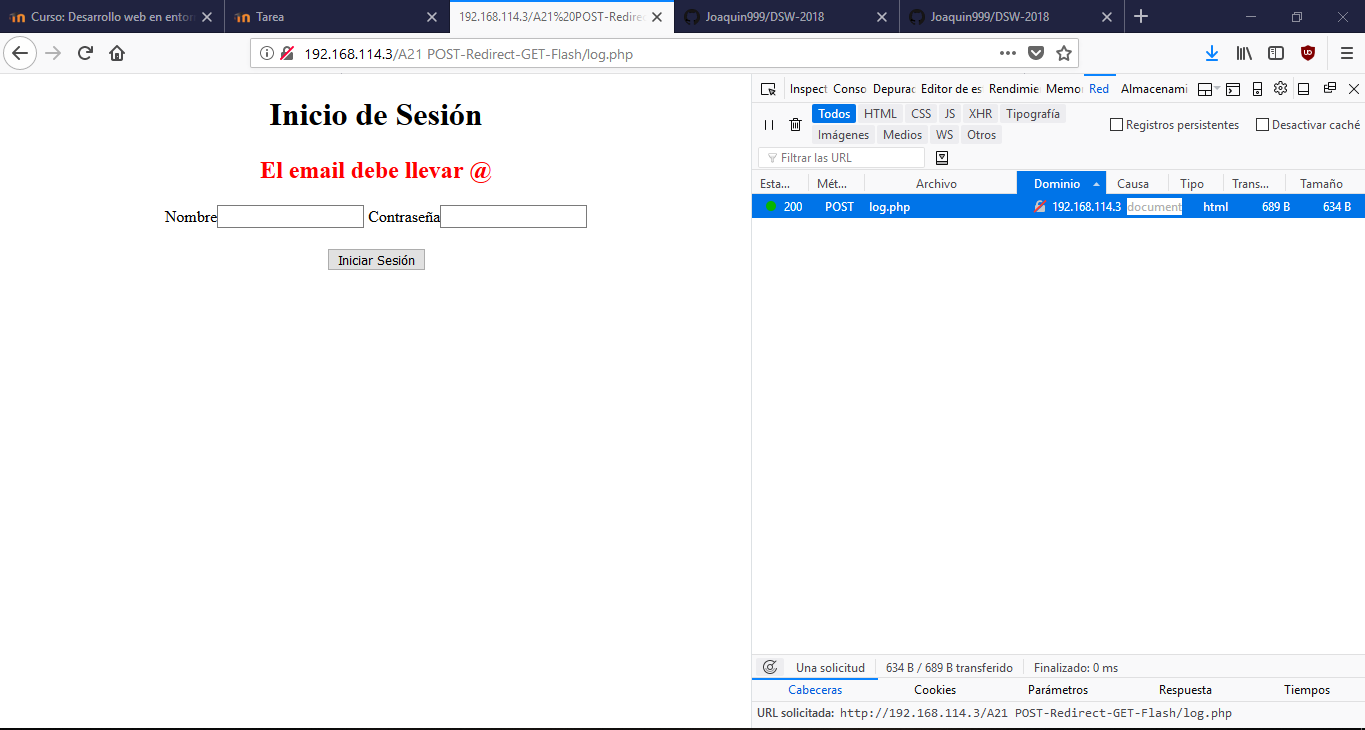 Curso: Desarrollo web en entor
Tarea
192.168.114.3/A21%20POST-Redirec
Joaquin999/DSW-2018
Joaquin999/DSW-2018
192.168.114.3/A21 POST-Redirect-GET-Flash/log.php
Inicio de Sesión
El email debe llevar @
Nombre Contraseña
Iniciar Sesión
Inspect Conso Depurac Editor de es Rendimie Memo Red Almacenami
Todos HTML CSS JS XHR Tipografía
Imágenes Medios WS Otros
Registros persistentes Desactivar caché
Filtrar las URL
Esta... Mét... Archivo Dominio Causa Tipo Trans... Tamaño
200 POST log.php 192.168.114.3 document html 689 B 634 B
Una solicitud 634 B / 689 B transferido Finalizado: 0 ms
Cabeceras Cookies Parámetros Respuesta Tiempos
URL solicitada: http://192.168.114.3/A21 POST-Redirect-GET-Flash/log.php